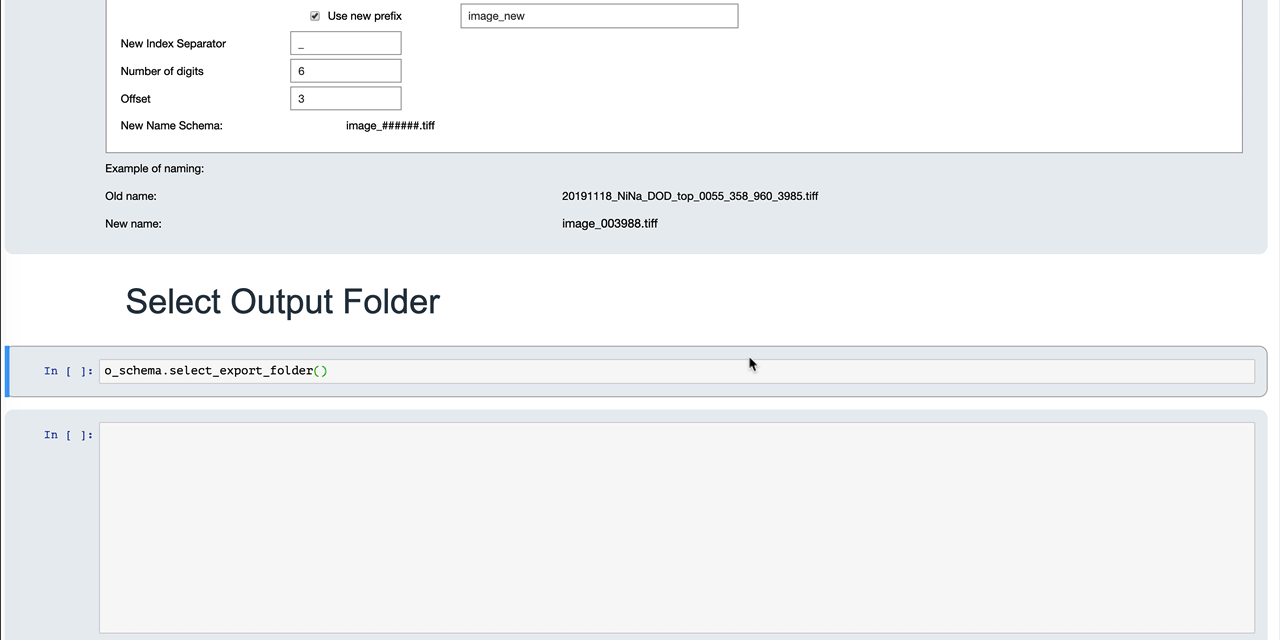 Use new prefix image_new
New Index Separator _
Number of digits 6
Offset 3
New Name Schema: image_######.tiff
Example of naming:
Old name: 20191118_NiNa_DOD_top_0055_358_960_3985.tiff
New name: image_003988.tiff
Select Output Folder
In [ ]: o_schema.select_export_folder()
In [ ]: